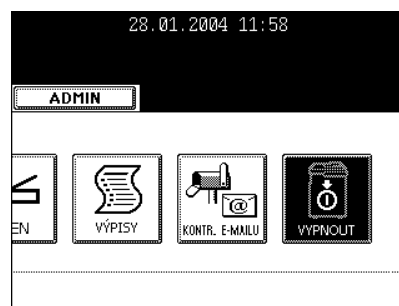 28.01.2004 11:58
ADMIN
EN VÝPISY KONTR. E-MAILU VYPNOUT